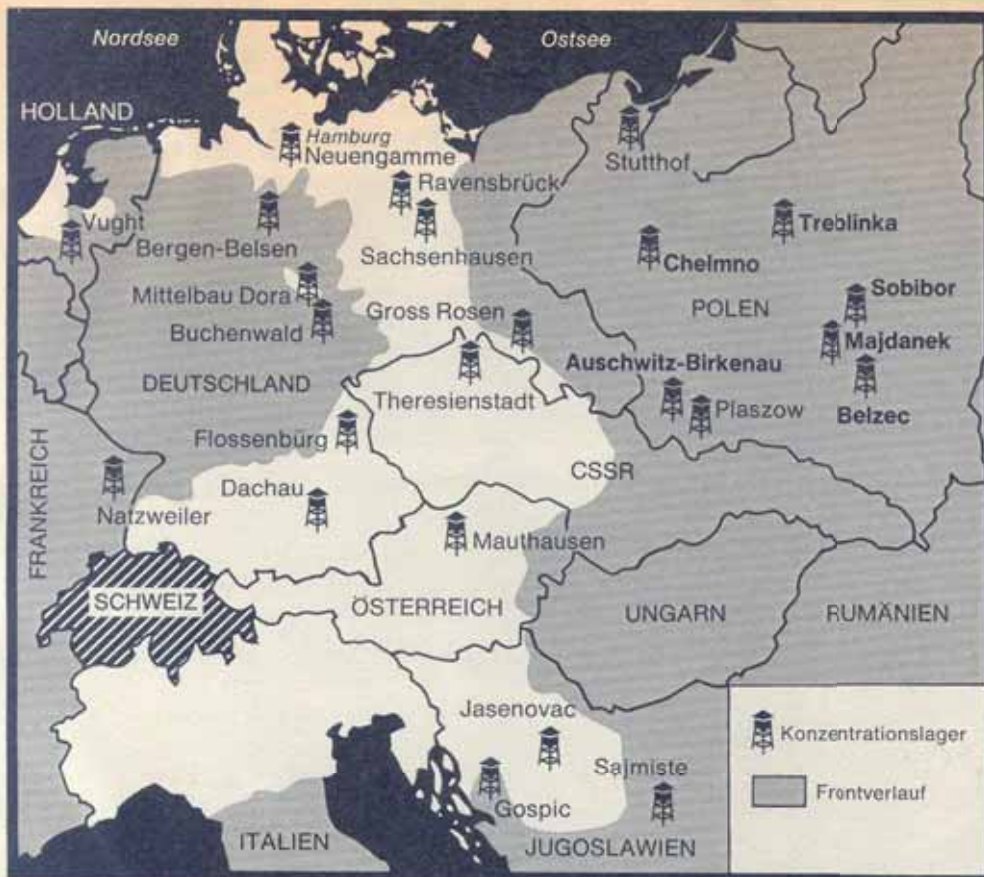 Nordsee
Ostsee
HOLLAND
Hamburg
Neuengamme
Stutthof
Ravensbrück
Vught
Bergen-Belsen
Sachsenhausen
Treblinka
Chelmno
Mittelbau Dora
Buchenwald
Gross Rosen
POLEN
Sobibor
Majdanek
DEUTSCHLAND
Auschwitz-Birkenau
Theresienstadt
Plaszow
Belzec
Flossenbürg
CSSR
FRANKREICH
Natzweiler
Dachau
Mauthausen
SCHWEIZ
ÖSTERREICH
UNGARN
RUMÄNIEN
Jasenovac
Sajmiste
Gospic
ITALIEN
JUGOSLAWIEN
Konzentrationslager
Frontverlauf